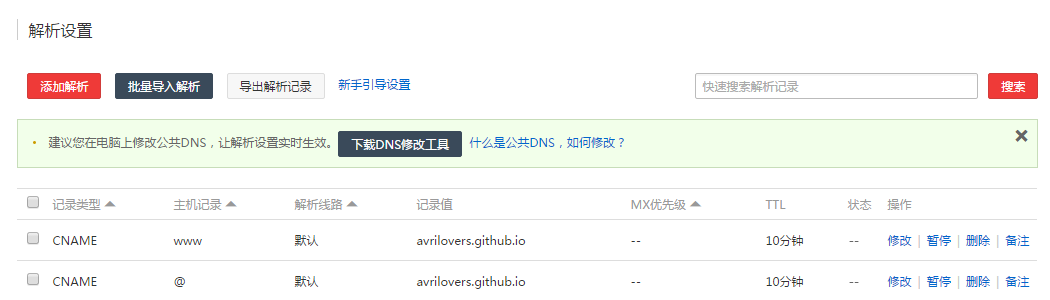 解析设置
添加解析 批量导入解析 导出解析记录 新手引导设置 快速搜索解析记录 搜索
建议您在电脑上修改公共DNS，让解析设置实时生效。 下载DNS修改工具 什么是公共DNS，如何修改？
记录类型 主机记录 解析线路 记录值 MX优先级 TTL 状态 操作
CNAME www 默认 avrilovers.github.io -- 10分钟 -- 修改 | 暂停 | 删除 | 备注
CNAME @ 默认 avrilovers.github.io -- 10分钟 -- 修改 | 暂停 | 删除 | 备注